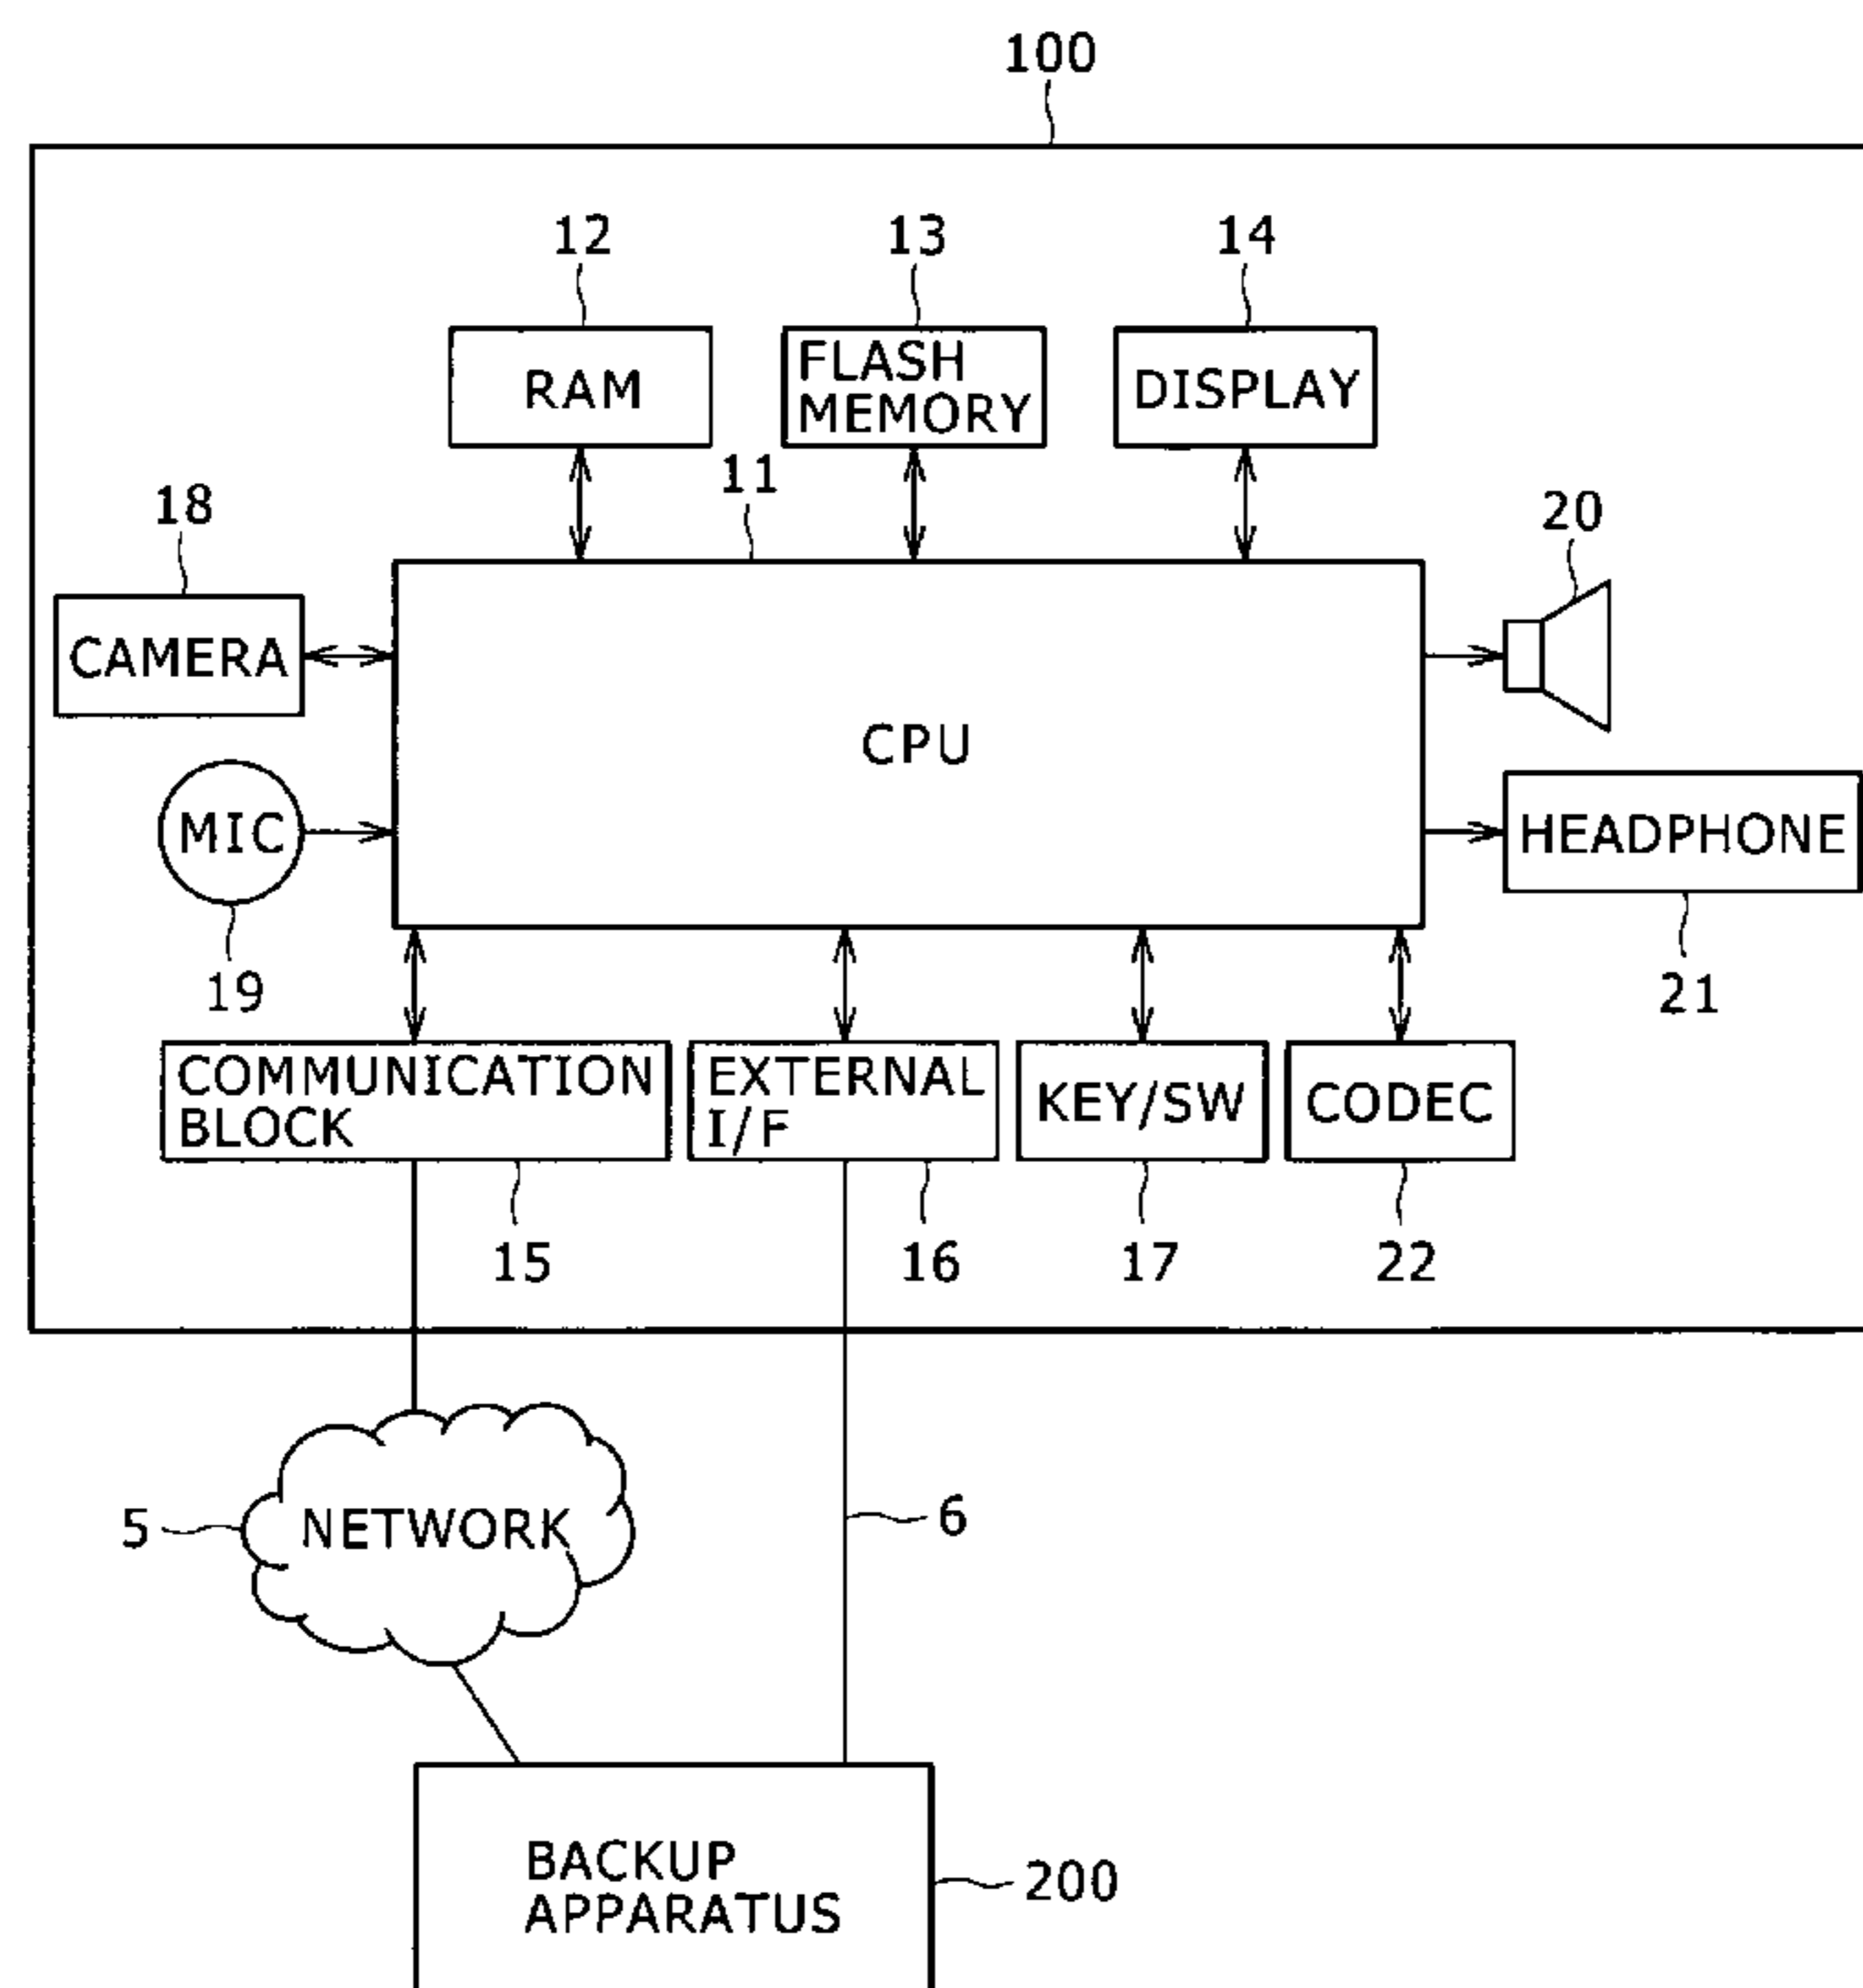 100
12
13
14
RAM
FLASH
MEMORY
DISPLAY
11
18
20
CAMERA
CPU
MIC
HEADPHONE
19
21
COMMUNICATION
BLOCK
EXTERNAL
I/F
KEY/SW
CODEC
15
16
17
22
5
NETWORK
6
BACKUP
APPARATUS
200